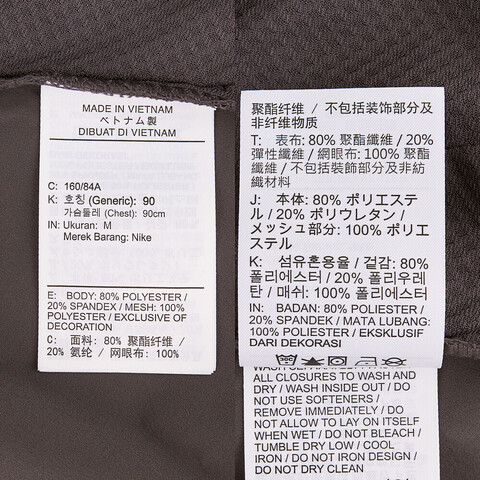 MADE IN VIETNAM
ベトナム製
DIBUAT DI VIETNAM
C: 160/84A
K: 호칭 (Generic): 90
가슴둘레 (Chest): 90cm
IN: Ukuran: M
Merek Barang: Nike
E: BODY: 80% POLYESTER /
20% SPANDEX / MESH: 100%
POLYESTER / EXCLUSIVE OF
DECORATION
C: 面料: 80% 聚酯纤维 /
20% 氨纶 / 网眼布: 100%
聚酯纤维 / 不包括装饰部分及
非纤维物质
T: 表布: 80% 聚酯纖維 / 20%
彈性纖維 / 網眼布: 100% 聚酯
纖維 / 不包括裝飾部分及非紡
織材料
J: 本体: 80% ポリエステ
ル / 20% ポリウレタン /
メッシュ部分: 100% ポリエ
ステル
K: 섬유혼용율 / 겉감: 80%
폴리에스터 / 20% 폴리우레
탄 / 매쉬: 100% 폴리에스터
IN: BADAN: 80% POLIESTER /
20% SPANDEK / MATA LUBANG:
100% POLIESTER / EKSKLUSIF
DARI DEKORASI
ALL CLOSURES TO WASH AND
DRY / WASH INSIDE OUT / DO
NOT USE SOFTENERS /
REMOVE IMMEDIATELY / DO
NOT ALLOW TO LAY ON ITSELF
WHEN WET / DO NOT BLEACH /
TUMBLE DRY LOW / COOL
IRON / DO NOT IRON DESIGN /
DO NOT DRY CLEAN